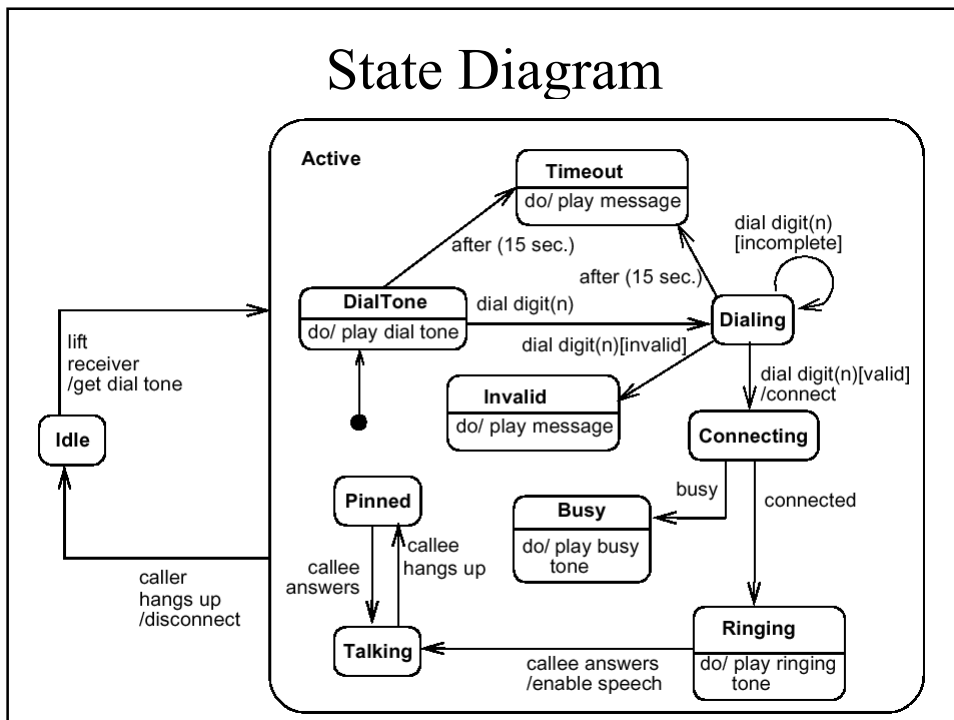 State Diagram
Active
Timeout
do/ play message
dial digit(n)
[incomplete]
after (15 sec.)
after (15 sec.)
DialTone
do/ play dial tone
dial digit(n)
Dialing
lift
receiver
/get dial tone
dial digit(n)[invalid]
dial digit(n)[valid]
/connect
Invalid
do/ play message
Idle
Connecting
Pinned
busy
connected
Busy
do/ play busy
tone
callee
answers
callee
hangs up
caller
hangs up
/disconnect
Talking
callee answers
/enable speech
Ringing
do/ play ringing
tone